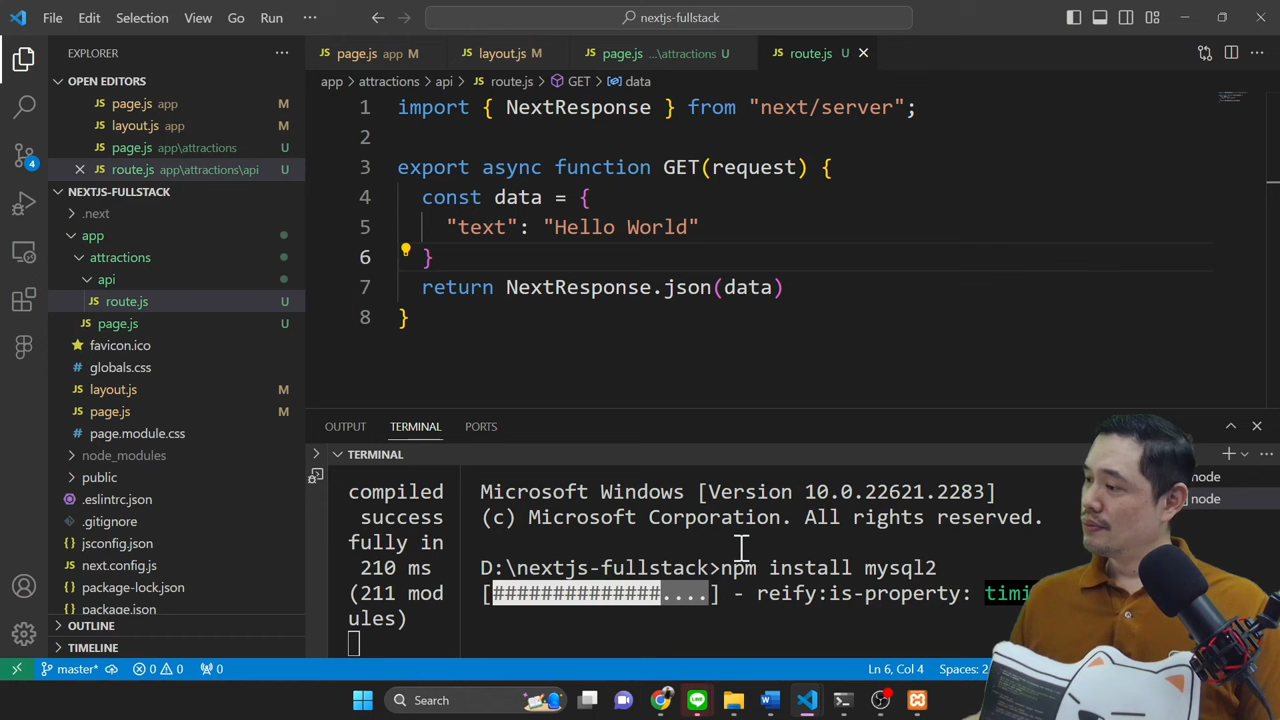 File Edit Selection View Go Run ··· nextjs-fullstack
EXPLORER ···
OPEN EDITORS
JS page.js app M
JS layout.js app M
JS page.js app\attractions U
JS route.js app\attractions\api U
NEXTJS-FULLSTACK
.next
app
attractions
api
JS route.js U
JS page.js U
favicon.ico
globals.css
JS layout.js M
JS page.js M
page.module.css
node_modules
public
.eslintrc.json
.gitignore
jsconfig.json
JS next.config.js
package-lock.json
package.json
OUTLINE
TIMELINE
4
JS page.js app M JS layout.js M JS page.js ...\attractions U JS route.js U
app > attractions > api > JS route.js > GET > data
1 import { NextResponse } from "next/server";
2
3 export async function GET(request) {
4 const data = {
5 "text": "Hello World"
6 }
7 return NextResponse.json(data)
8 }
OUTPUT TERMINAL PORTS
TERMINAL
compiled
success
fully in
210 ms
(211 mod
ules)
Microsoft Windows [Version 10.0.22621.2283]
(c) Microsoft Corporation. All rights reserved.
D:\nextjs-fullstack>npm install mysql2
[##############....] - reify:is-property: timi
node
node
master* 0 0 0 Ln 6, Col 4 Spaces:
Search